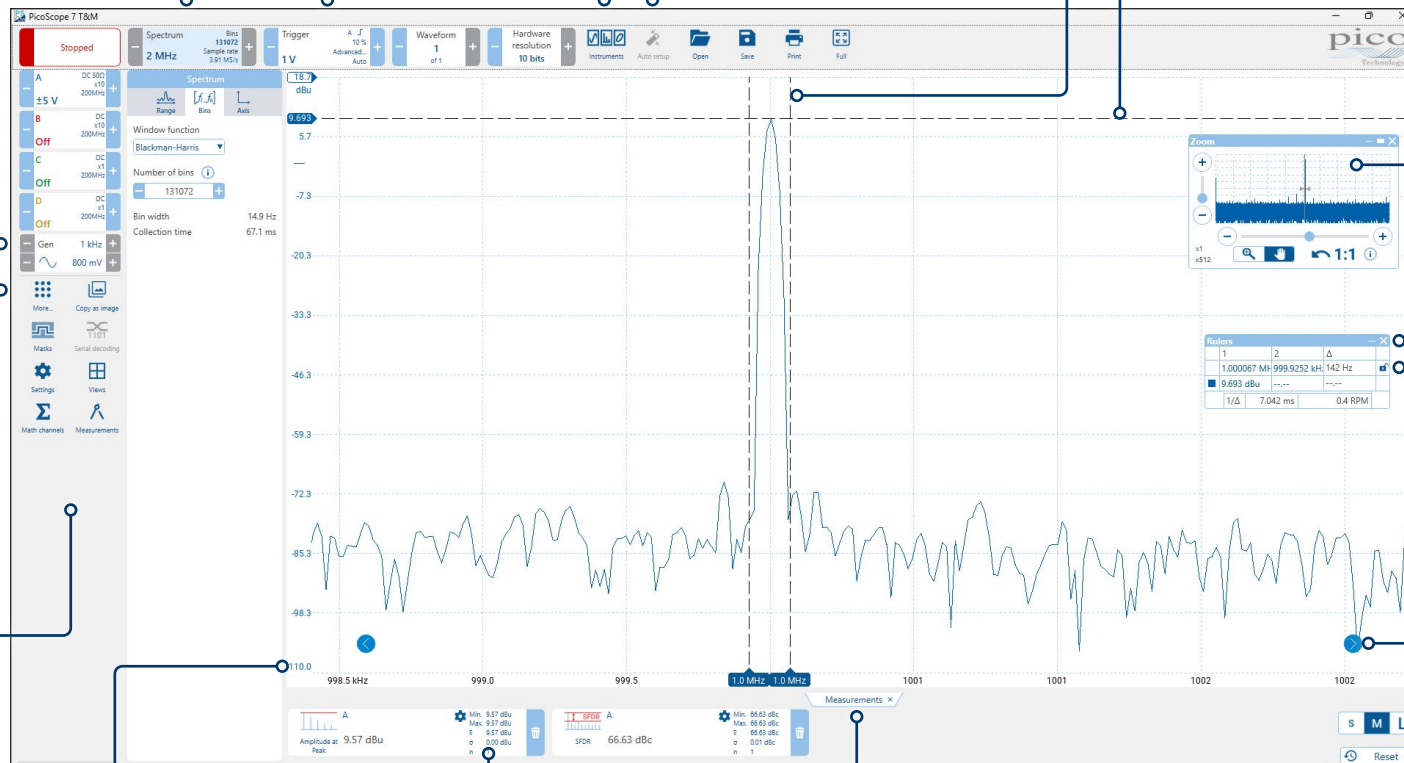 PicoScope 7 T&M
Stopped
Spectrum
2 MHz
Bins
131072
Sample rate
3.91 MS/s
Trigger
1 V
A
10 %
Advanced...
Auto
Waveform
1
of 1
Hardware
resolution
10 bits
Instruments
Auto setup
Open
Save
Print
Full
pico
Technology
A
±5 V
DC 50Ω
x10
200MHz
B
Off
DC
x10
200MHz
C
Off
DC
x1
200MHz
D
Off
DC
x1
200MHz
Gen 1 kHz
800 mV
More... Copy as image
Masks Serial decoding
Settings Views
Math channels Measurements
Spectrum
Range Bins Axis
Window function
Blackman-Harris
Number of bins
131072
Bin width 14.9 Hz
Collection time 67.1 ms
18.7
dBu
9.693
5.7
-7.3
-20.3
-33.3
-46.3
-59.3
-72.3
-85.3
-98.3
110.0
998.5 kHz 999.0 999.5 1.0 MHz 1.0 MHz 1001 1001 1002 1002
Zoom
x1
x512
1:1
Rulers
1 2 Δ
1.000067 MH 999.9252 kH: 142 Hz
9.693 dBu --.-- --.--
1/Δ 7.042 ms 0.4 RPM
Measurements ×
A
Amplitude at
Peak
9.57 dBu
Min. 9.57 dBu
Max. 9.57 dBu
x̄ 9.57 dBu
σ 0.00 dBu
n
SFDR A
SFDR 66.63 dBc
Min. 66.63 dBc
Max. 66.63 dBc
x̄ 66.63 dBc
σ 0.01 dBc
n 1
S M L
Reset